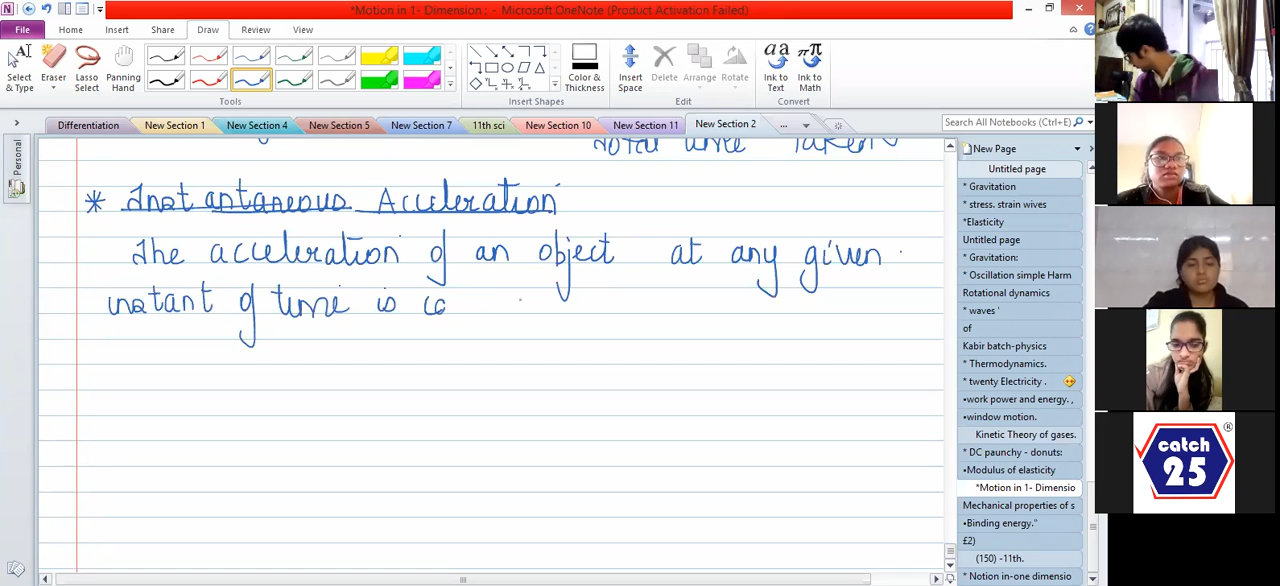 *Motion in 1- Dimension : - Microsoft OneNote (Product Activation Failed)
File Home Insert Share Draw Review View
Select & Type
Eraser
Lasso Select
Panning Hand
Color & Thickness
Insert Space
Delete
Arrange
Rotate
Ink to Text
Ink to Math
Tools
Insert Shapes
Edit
Convert
Differentiation New Section 1 New Section 4 New Section 5 New Section 7 11th sci New Section 10 New Section 11 New Section 2 ...
Search All Notebooks (Ctrl+E)
Personal
Total time taken
* Instantaneous Acceleration
The acceleration of an object at any given
instant of time is ca
New Page
Untitled page
* Gravitation
* stress. strain wives
*Elasticity
Untitled page
* Gravitation:
* Oscillation simple Harm
Rotational dynamics
* waves '
of
Kabir batch-physics
* Thermodynamics.
* twenty Electricity .
•work power and energy. ,
•window motion.
Kinetic Theory of gases.
* DC paunchy - donuts:
•Modulus of elasticity
*Motion in 1- Dimensio
Mechanical properties of s
•Binding energy."
£2)
(150) -11th.
* Notion in-one dimensio
catch
25
®